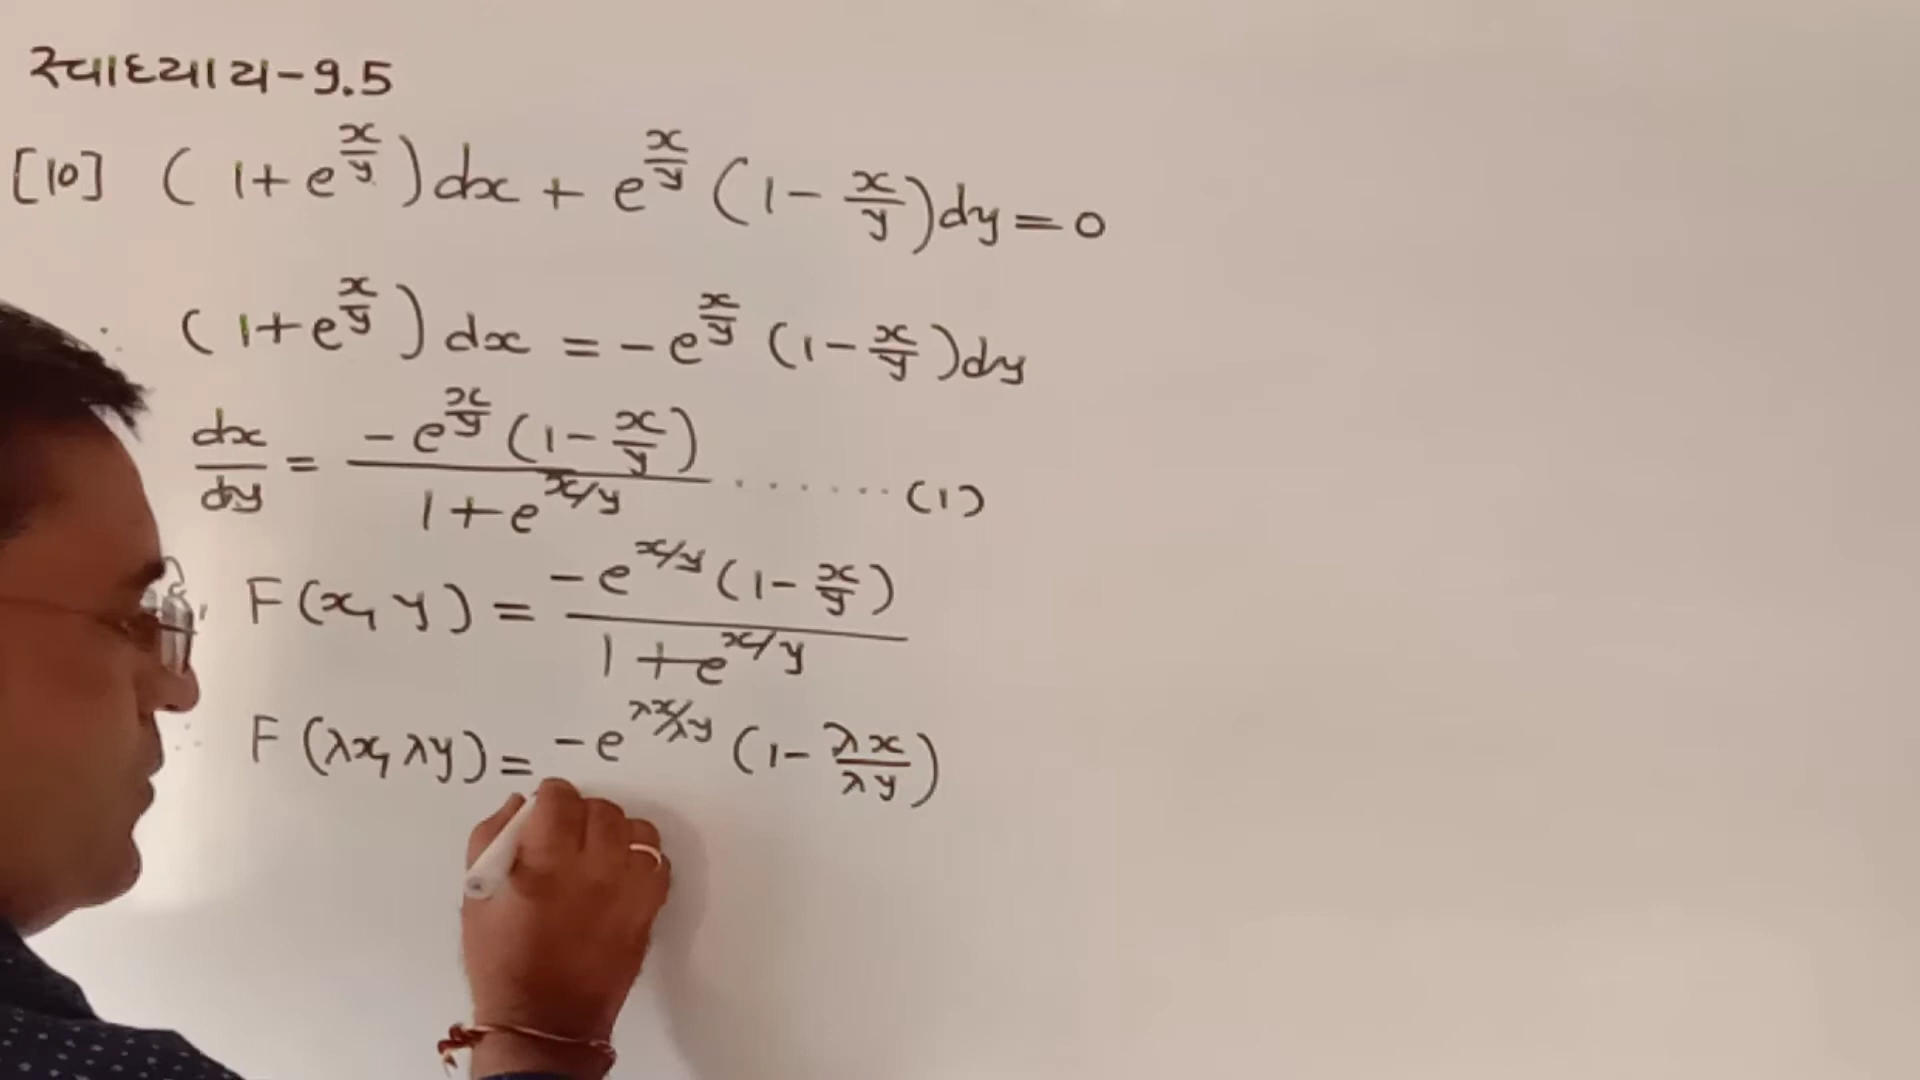 સ્વાધ્યાય-9.5
[10] (1+e^{x/y})dx + e^{x/y}(1-x/y)dy=0
(1+e^{x/y})dx = -e^{x/y}(1-x/y)dy
dx/dy = -e^{x/y}(1-x/y) / 1+e^{x/y} ........ (1)
F(x,y) = -e^{x/y}(1-x/y) / 1+e^{x/y}
F(λx,λy) = -e^{λx/λy}(1-λx/λy)